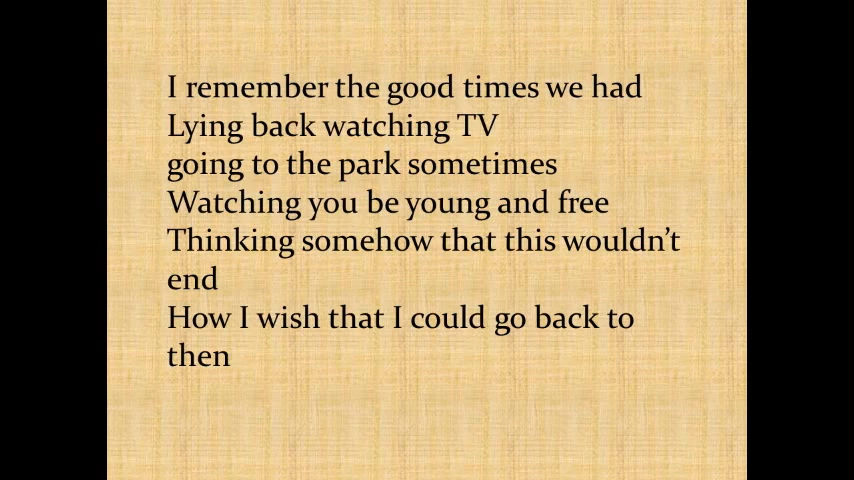 I remember the good times we had
Lying back watching TV
going to the park sometimes
Watching you be young and free
Thinking somehow that this wouldn’t
end
How I wish that I could go back to
then